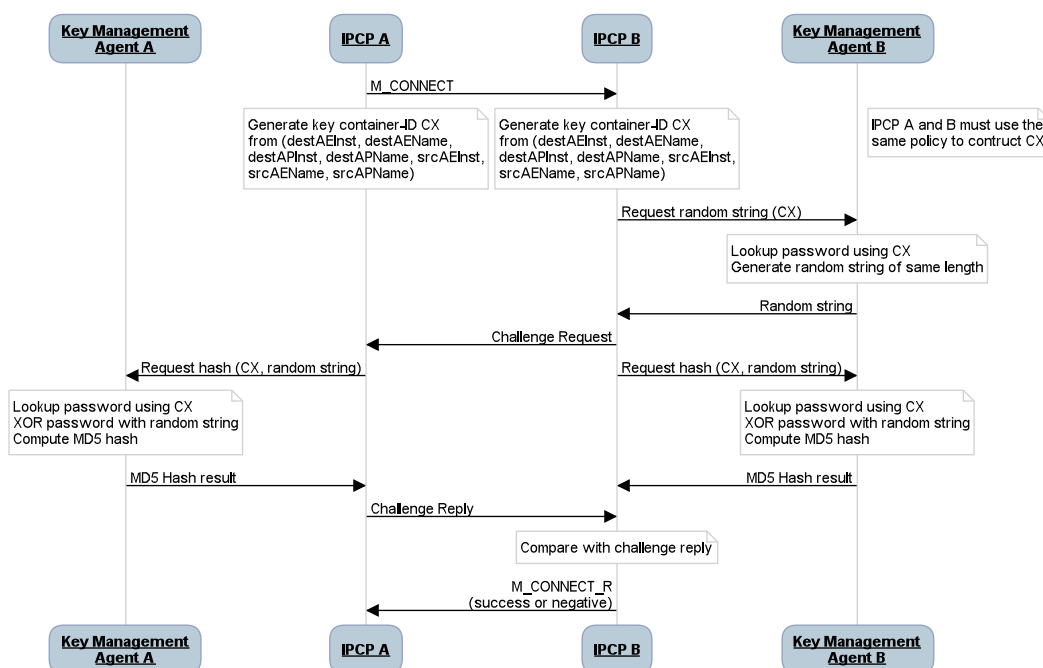 Key Management
Agent A
IPCP A
IPCP B
Key Management
Agent B
M_CONNECT
Generate key container-ID CX
from (destAEInst, destAEName,
destAPInst, destAPName, srcAEInst,
srcAEName, srcAPName)
Generate key container-ID CX
from (destAEInst, destAEName,
destAPInst, destAPName, srcAEInst,
srcAEName, srcAPName)
IPCP A and B must use the
same policy to contruct CX
Request random string (CX)
Lookup password using CX
Generate random string of same length
Random string
Challenge Request
Request hash (CX, random string)
Request hash (CX, random string)
Lookup password using CX
XOR password with random string
Compute MD5 hash
Lookup password using CX
XOR password with random string
Compute MD5 hash
MD5 Hash result
MD5 Hash result
Challenge Reply
Compare with challenge reply
M_CONNECT_R
(success or negative)
Key Management
Agent A
IPCP A
IPCP B
Key Management
Agent B